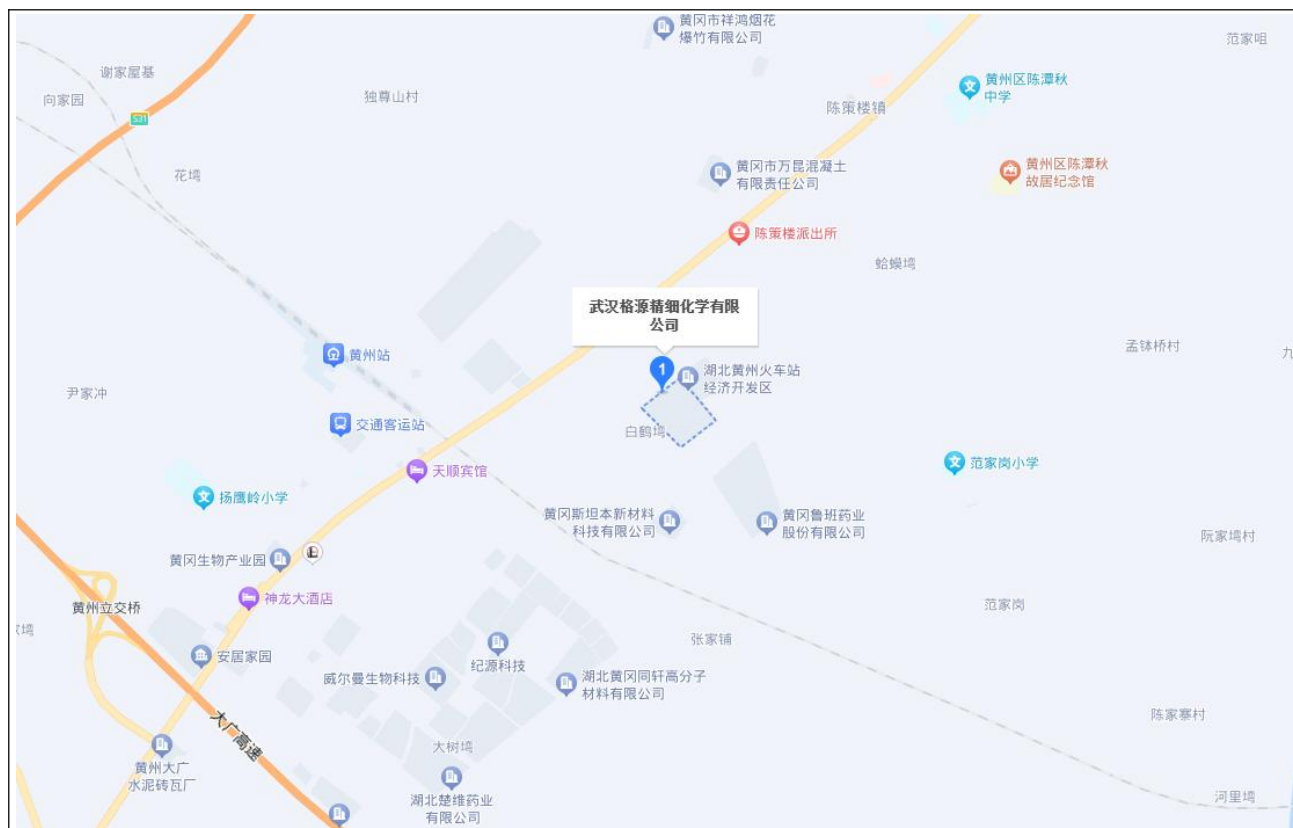 黄冈市祥鸿烟花
爆竹有限公司
范家咀
谢家屋基
向家园
独尊山村
黄州区陈潭秋
中学
陈策楼镇
S31
花塆
黄冈市万昆混凝土
有限责任公司
黄州区陈潭秋
故居纪念馆
陈策楼派出所
蛤蟆塆
武汉格源精细化学有限
公司
1
黄州站
孟钵桥村
九
湖北黄州火车站
经济开发区
尹家冲
交通客运站
白鹤塆
天顺宾馆
范家岗小学
扬鹰岭小学
黄冈斯坦本新材料
科技有限公司
黄冈鲁班药业
股份有限公司
阮家塆村
黄冈生物产业园
神龙大酒店
黄州立交桥
范家岗
家塆
张家铺
安居家园
纪源科技
威尔曼生物科技
湖北黄冈同轩高分子
材料有限公司
陈家寨村
大广高速
大树塆
黄州大广
水泥砖瓦厂
湖北楚维药业
有限公司
河里塆